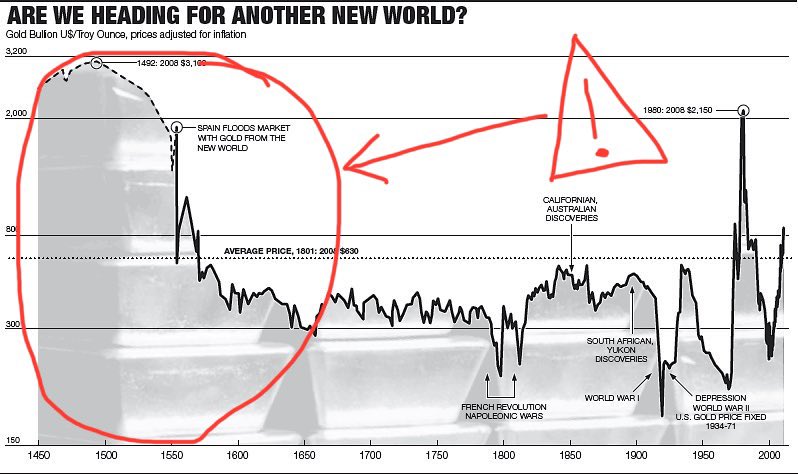 ARE WE HEADING FOR ANOTHER NEW WORLD?
Gold Bullion U$/Troy Ounce, prices adjusted for inflation
3,200
1492: 2008
2,000
1980: 2008 $2,150
SPAIN FLOODS MARKET
WITH GOLD FROM THE
NEW WORLD
CALIFORNIAN,
AUSTRALIAN
DISCOVERIES
800
AVERAGE PRICE, 1801: 2008 $630
300
SOUTH AFRICAN,
YUKON
DISCOVERIES
FRENCH REVOLUTION
NAPOLEONIC WARS
WORLD WAR I
DEPRESSION
WORLD WAR II
U.S. GOLD PRICE FIXED
1934-71
150
1450 1500 1550 1600 1650 1700 1750 1800 1850 1900 1950 2000
!